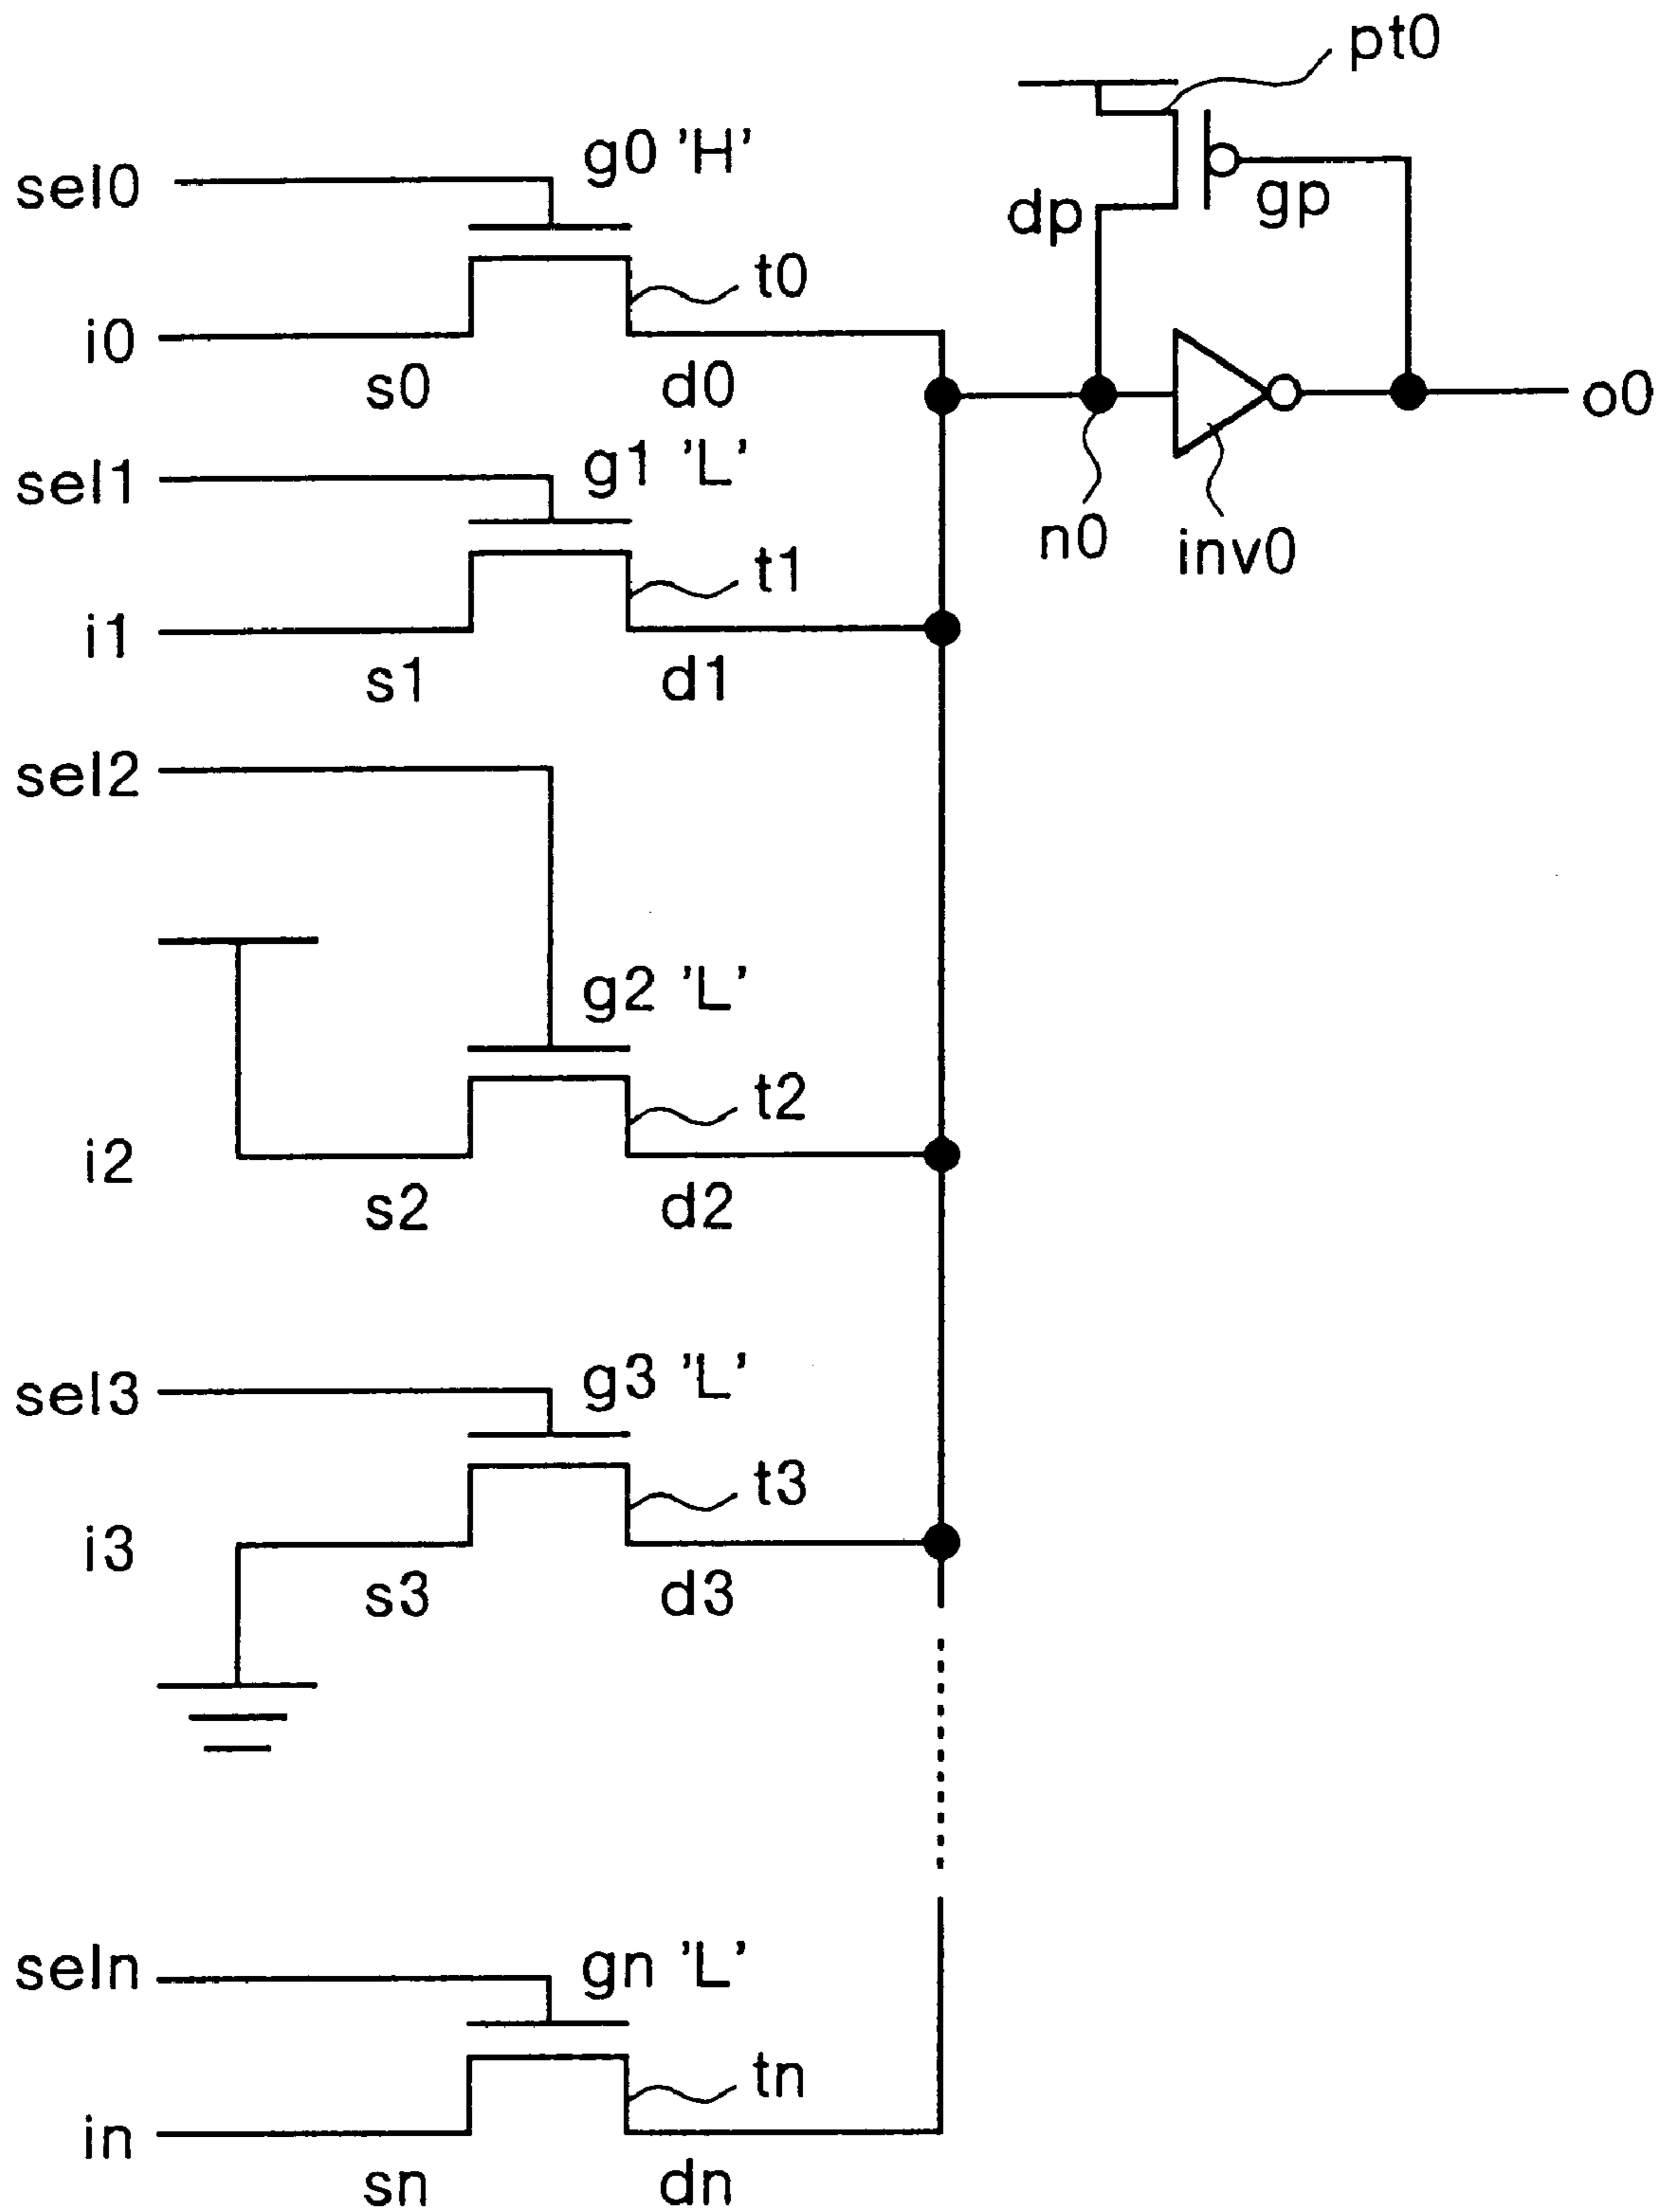 pt0
g0 'H'
sel0
dp
gp
t0
i0
s0
d0
o0
g1 'L'
sel1
n0
inv0
t1
i1
s1
d1
sel2
g2 'L'
t2
i2
s2
d2
g3 'L'
sel3
t3
i3
s3
d3
gn 'L'
seln
tn
in
sn
dn